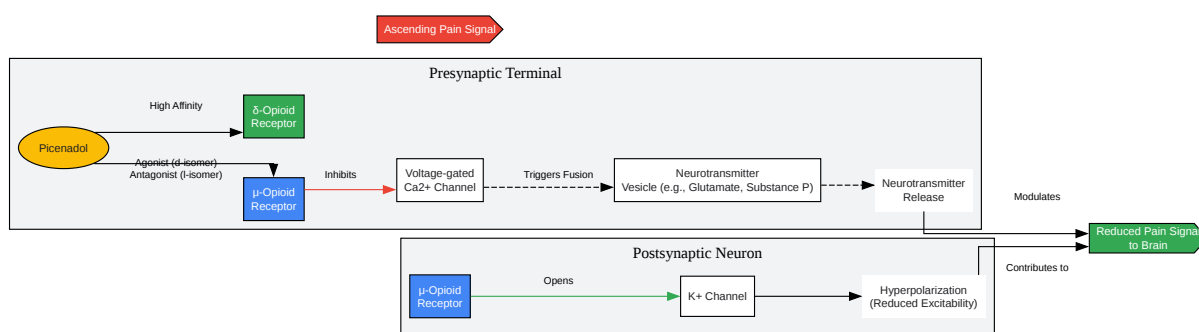 Ascending Pain Signal
Presynaptic Terminal
High Affinity
δ-Opioid
Receptor
Picenadol
Agonist (d-isomer)
Antagonist (l-isomer)
μ-Opioid
Receptor
Inhibits
Voltage-gated
Ca2+ Channel
Triggers Fusion
Neurotransmitter
Vesicle (e.g., Glutamate, Substance P)
Neurotransmitter
Release
Modulates
Reduced Pain Signal
to Brain
Contributes to
Postsynaptic Neuron
μ-Opioid
Receptor
Opens
K+ Channel
Hyperpolarization
(Reduced Excitability)